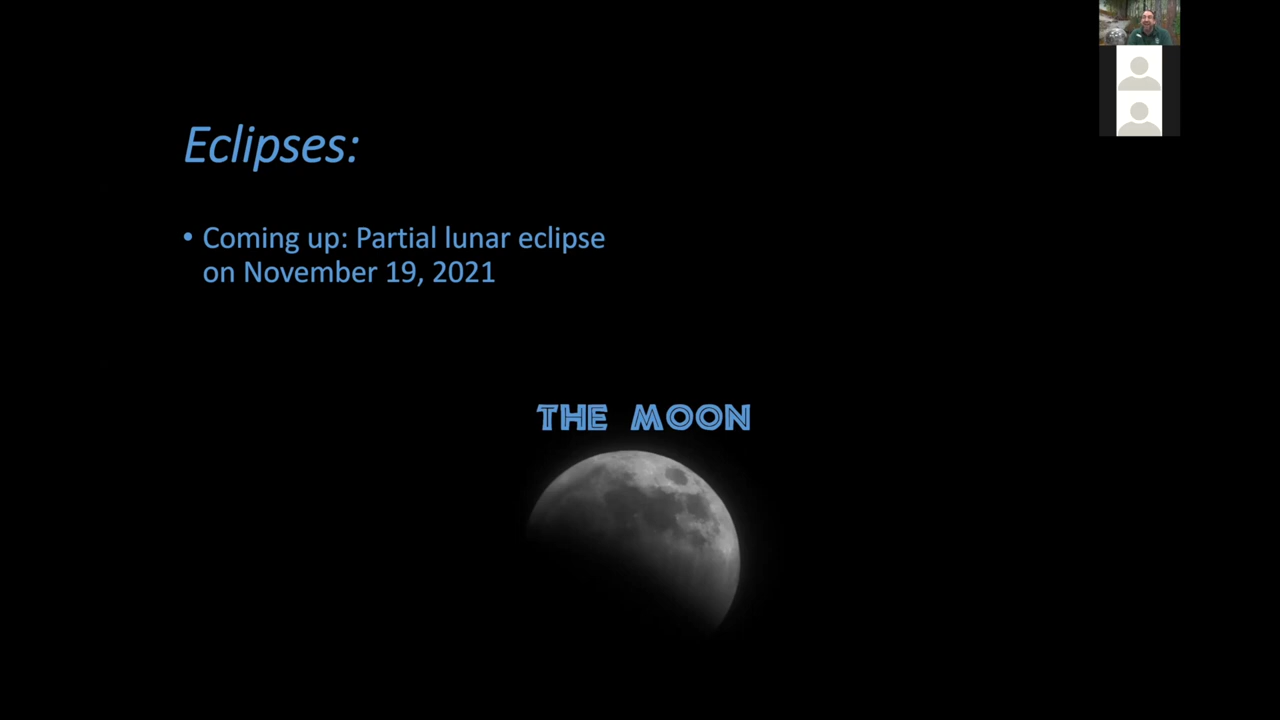 Eclipses:
• Coming up: Partial lunar eclipse
on November 19, 2021
THE MOON